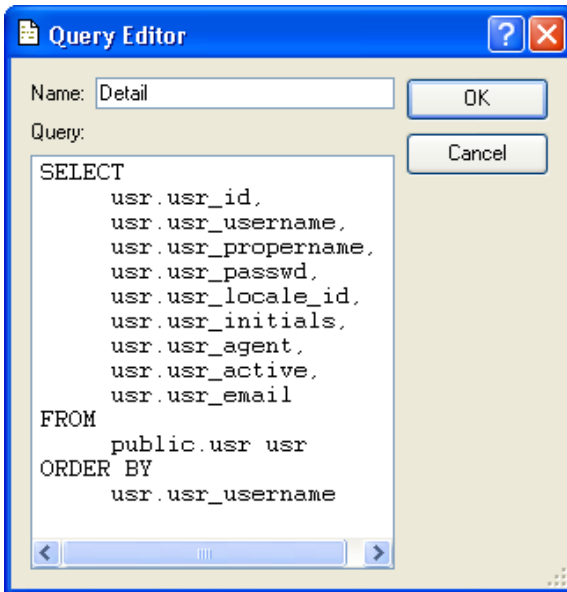 Query Editor
Name: Detail
OK
Query:
Cancel
SELECT
usr.usr_id,
usr.usr_username,
usr.usr_propername,
usr.usr_passwd,
usr.usr_locale_id,
usr.usr_initials,
usr.usr_agent,
usr.usr_active,
usr.usr_email
FROM
public.usr usr
ORDER BY
usr.usr_username